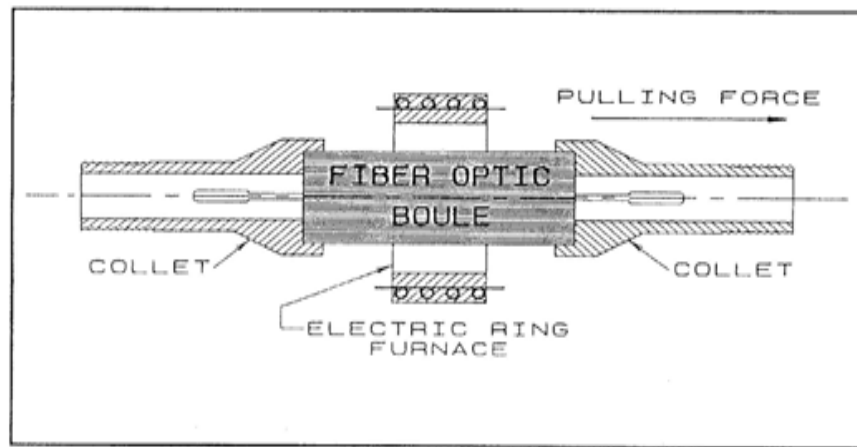 PULLING FORCE
FIBER OPTIC
BOULE
COLLET
COLLET
ELECTRIC RING
FURNACE